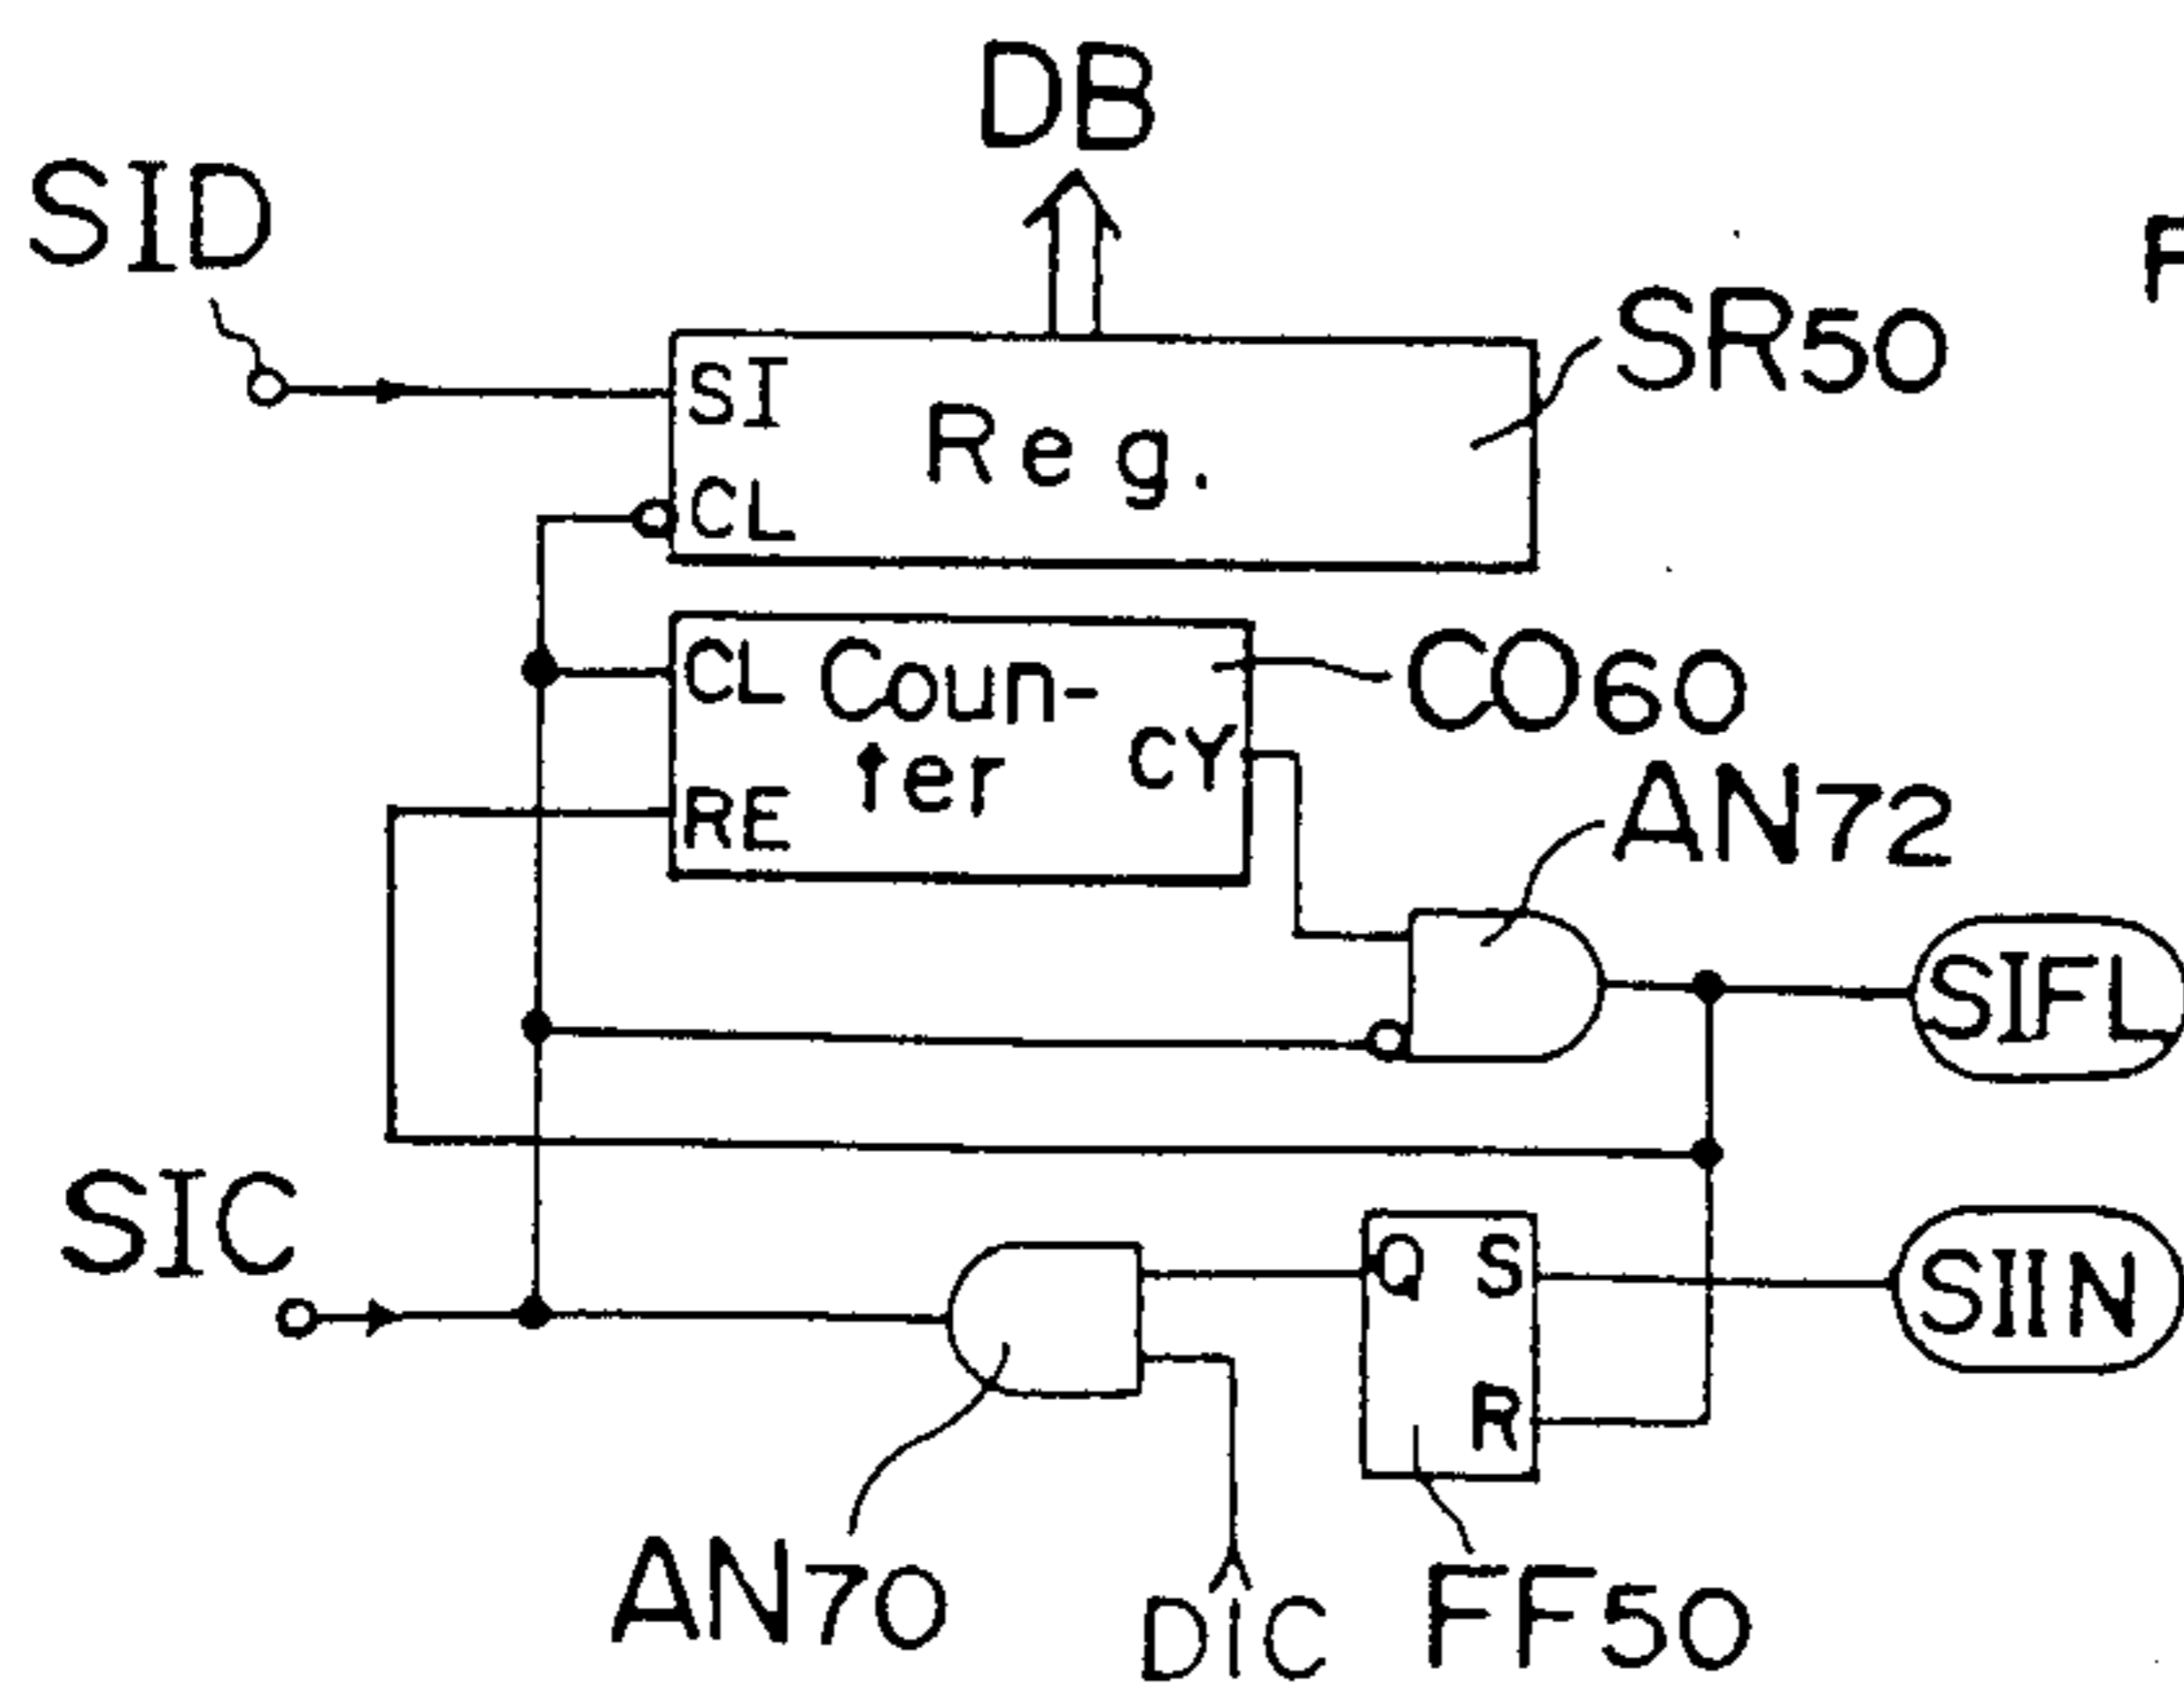 DB
SID
SR50
SI
Reg.
CL
CL Coun-
ter
CY
RE
CO60
AN72
SIFL
SIC
Q S
SIIN
R
AN70
DIC
FF50